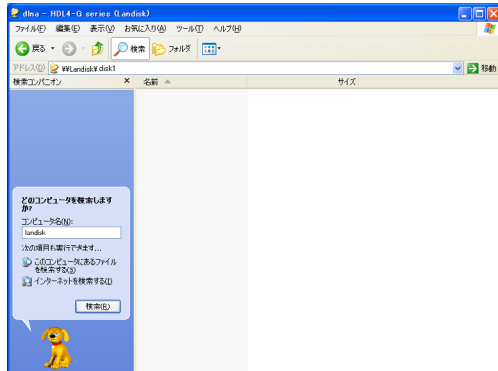 dlna - HDL4-G series (Landisk)
ファイル(F) 編集(E) 表示(V) お気に入り(A) ツール(T) ヘルプ(H)
戻る 検索 フォルダ
アドレス(D) ¥¥Landisk¥disk1 移動
検索コンパニオン × 名前 サイズ
どのコンピュータを検索します
か?
コンピュータ名(N):
landisk
次の項目も実行できます...
このコンピュータにあるファイル
を検索する(S)
インターネットを検索する(I)
検索(R)